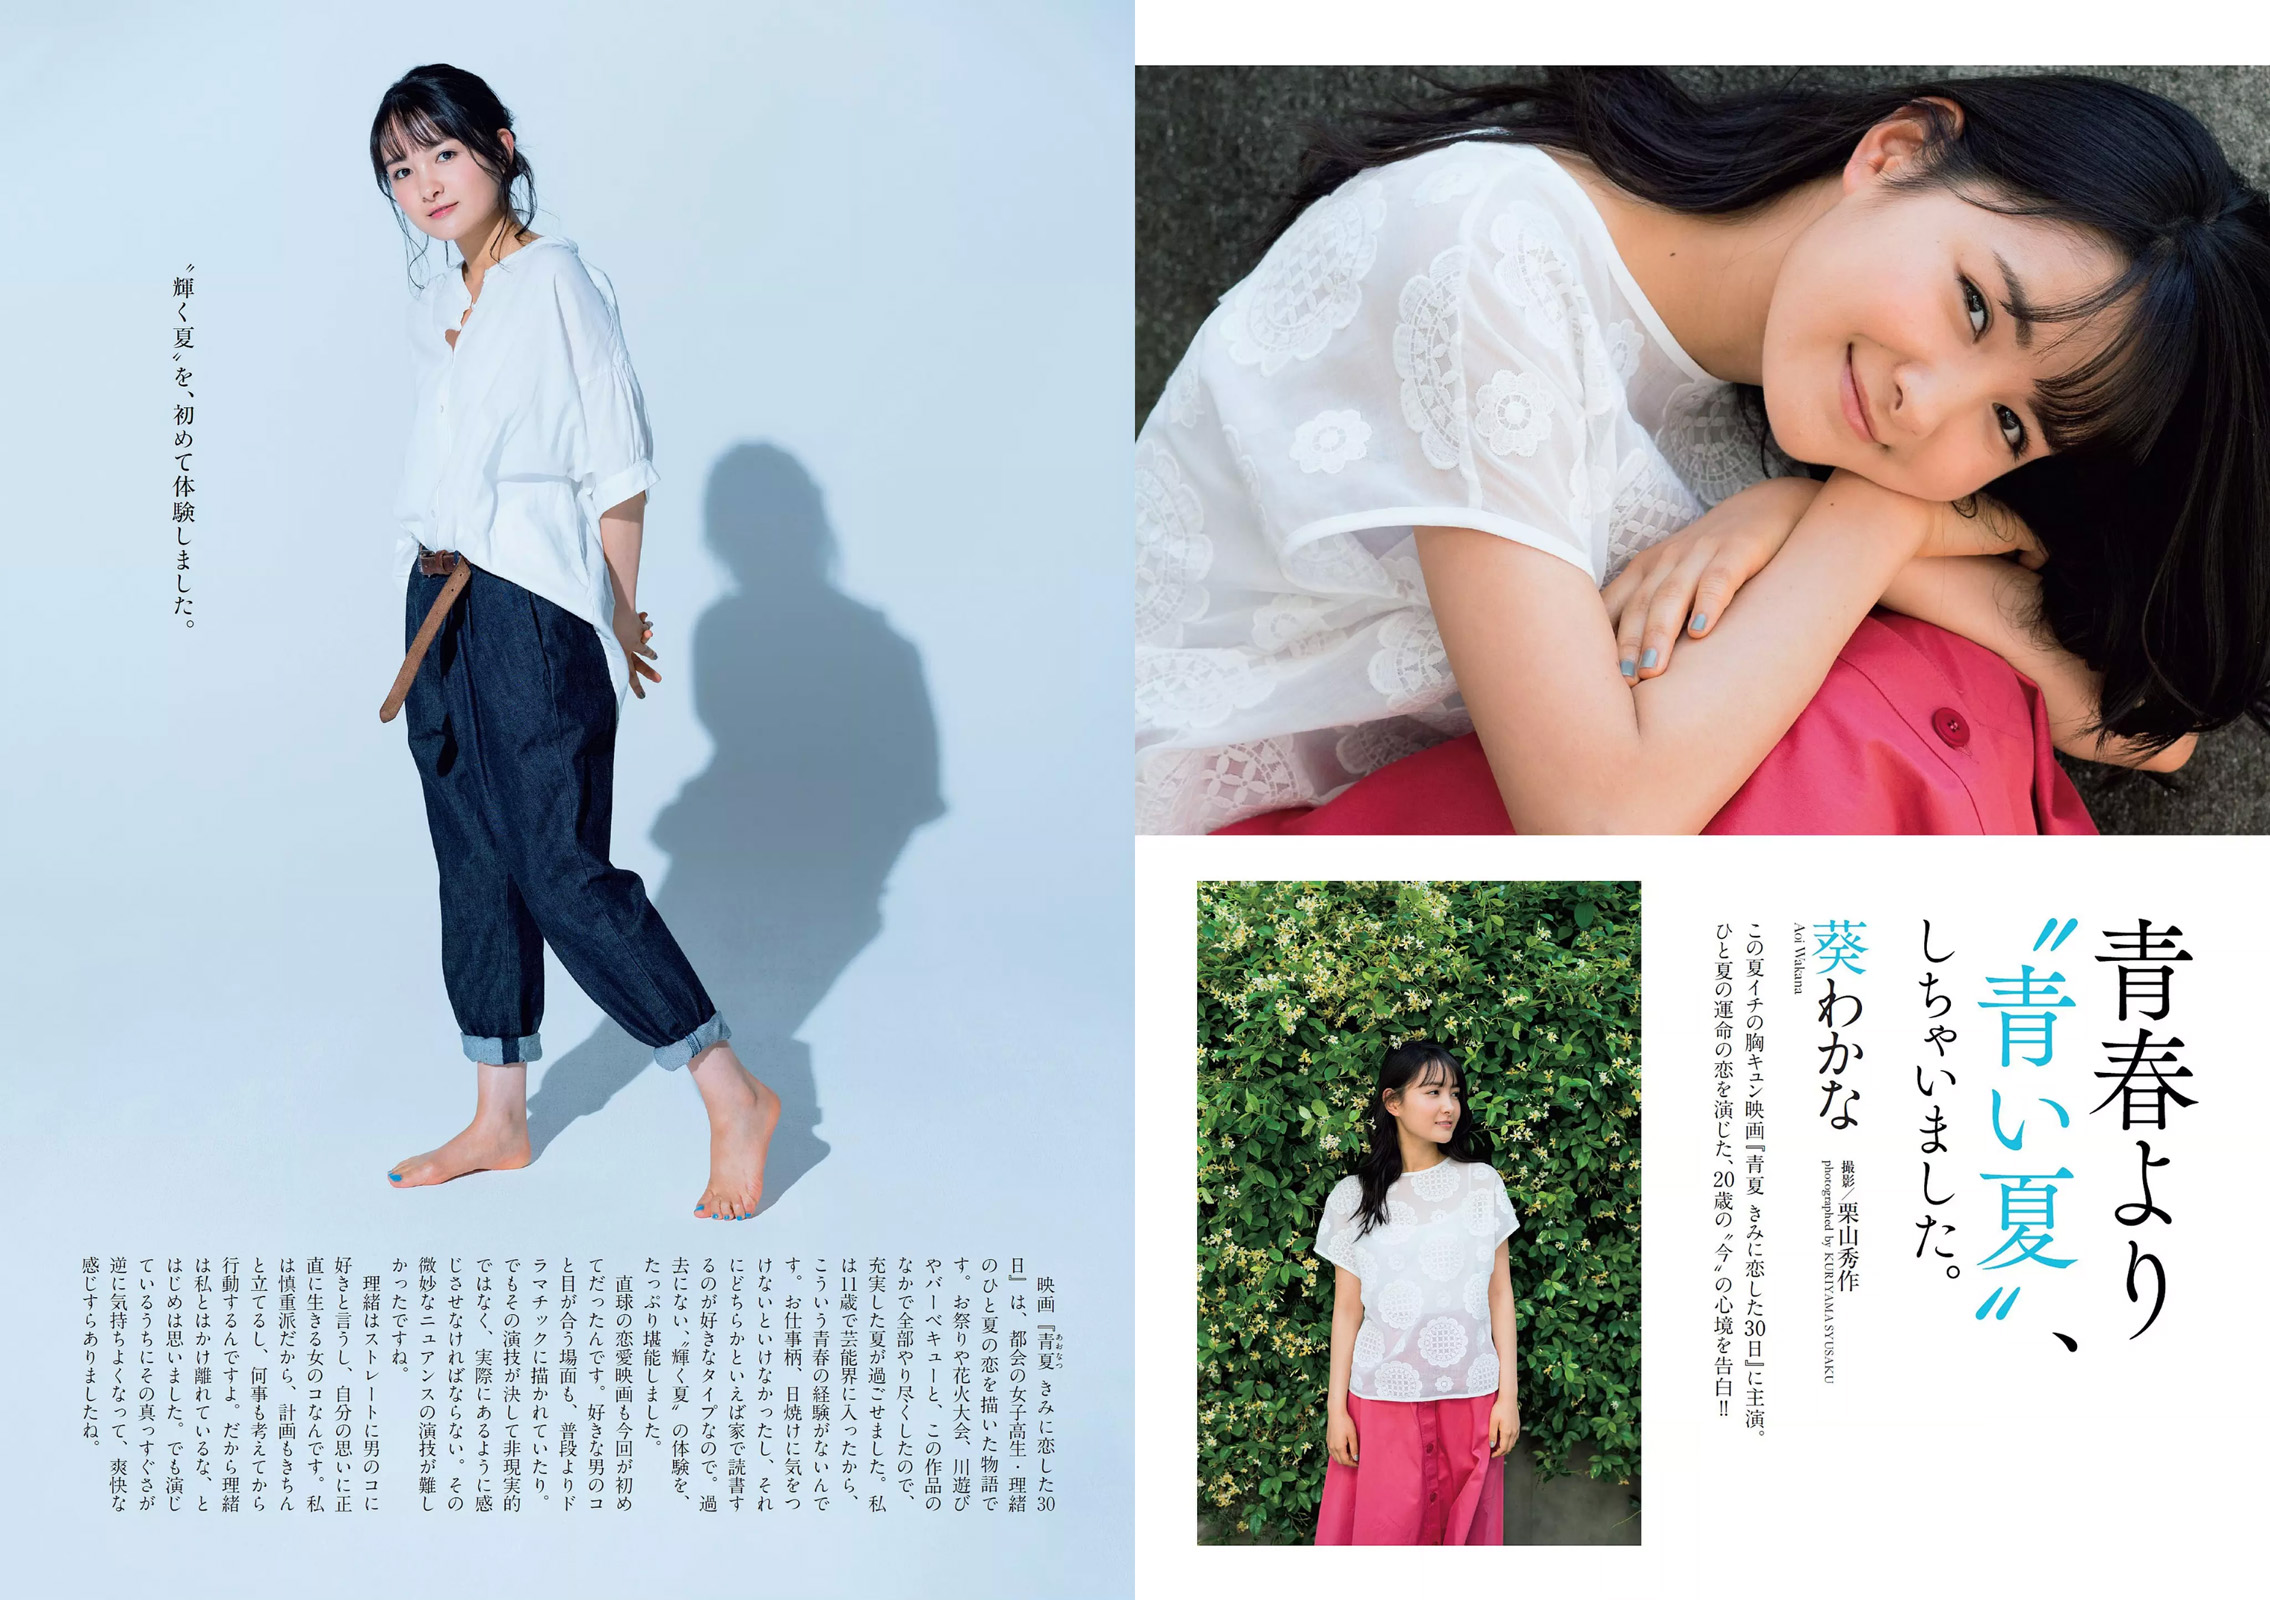 青春より
〝青い夏〟、
しちゃいました。
葵わかな
Aoi Wakana
撮影/栗山秀作
photographed by KURIYAMA SYUSAKU
この夏イチの胸キュン映画『青夏 きみに恋した30日』に主演。
ひと夏の運命の恋を演じた、20歳の〝今〟の心境を告白!!
〝輝く夏〟を、初めて体験しました。
映画『青夏 きみに恋した30
あおなつ
日』は、都会の女子高生・理緒
のひと夏の恋を描いた物語で
す。お祭りや花火大会、川遊び
やバーベキューと、この作品の
なかで全部やり尽くしたので、
充実した夏が過ごせました。私
は11歳で芸能界に入ったから、
こういう青春の経験がないんで
す。お仕事柄、日焼けに気をつ
けないといけなかったし、それ
にどちらかといえば家で読書す
るのが好きなタイプなので。過
去にない、〝輝く夏〟の体験を、
たっぷり堪能しました。
直球の恋愛映画も今回が初め
てだったんです。好きな男のコ
と目が合う場面も、普段よりド
ラマチックに描かれていたり。
でもその演技が決して非現実的
ではなく、実際にあるように感
じさせなければならない。その
微妙なニュアンスの演技が難し
かったですね。
理緒はストレートに男のコに
好きと言うし、自分の思いに正
直に生きる女のコなんです。私
は慎重派だから、計画もきちん
と立てるし、何事も考えてから
行動するんですよ。だから理緒
は私とはかけ離れているな、と
はじめは思いました。でも演じ
ているうちにその真っすぐさが
逆に気持ちよくなって、爽快な
感じすらありましたね。